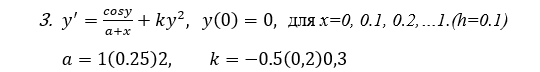 3. y' = cosy/(a+x) + ky², y(0) = 0, для x=0, 0.1, 0.2,...1.(h=0.1)
a = 1(0.25)2, k = −0.5(0,2)0,3